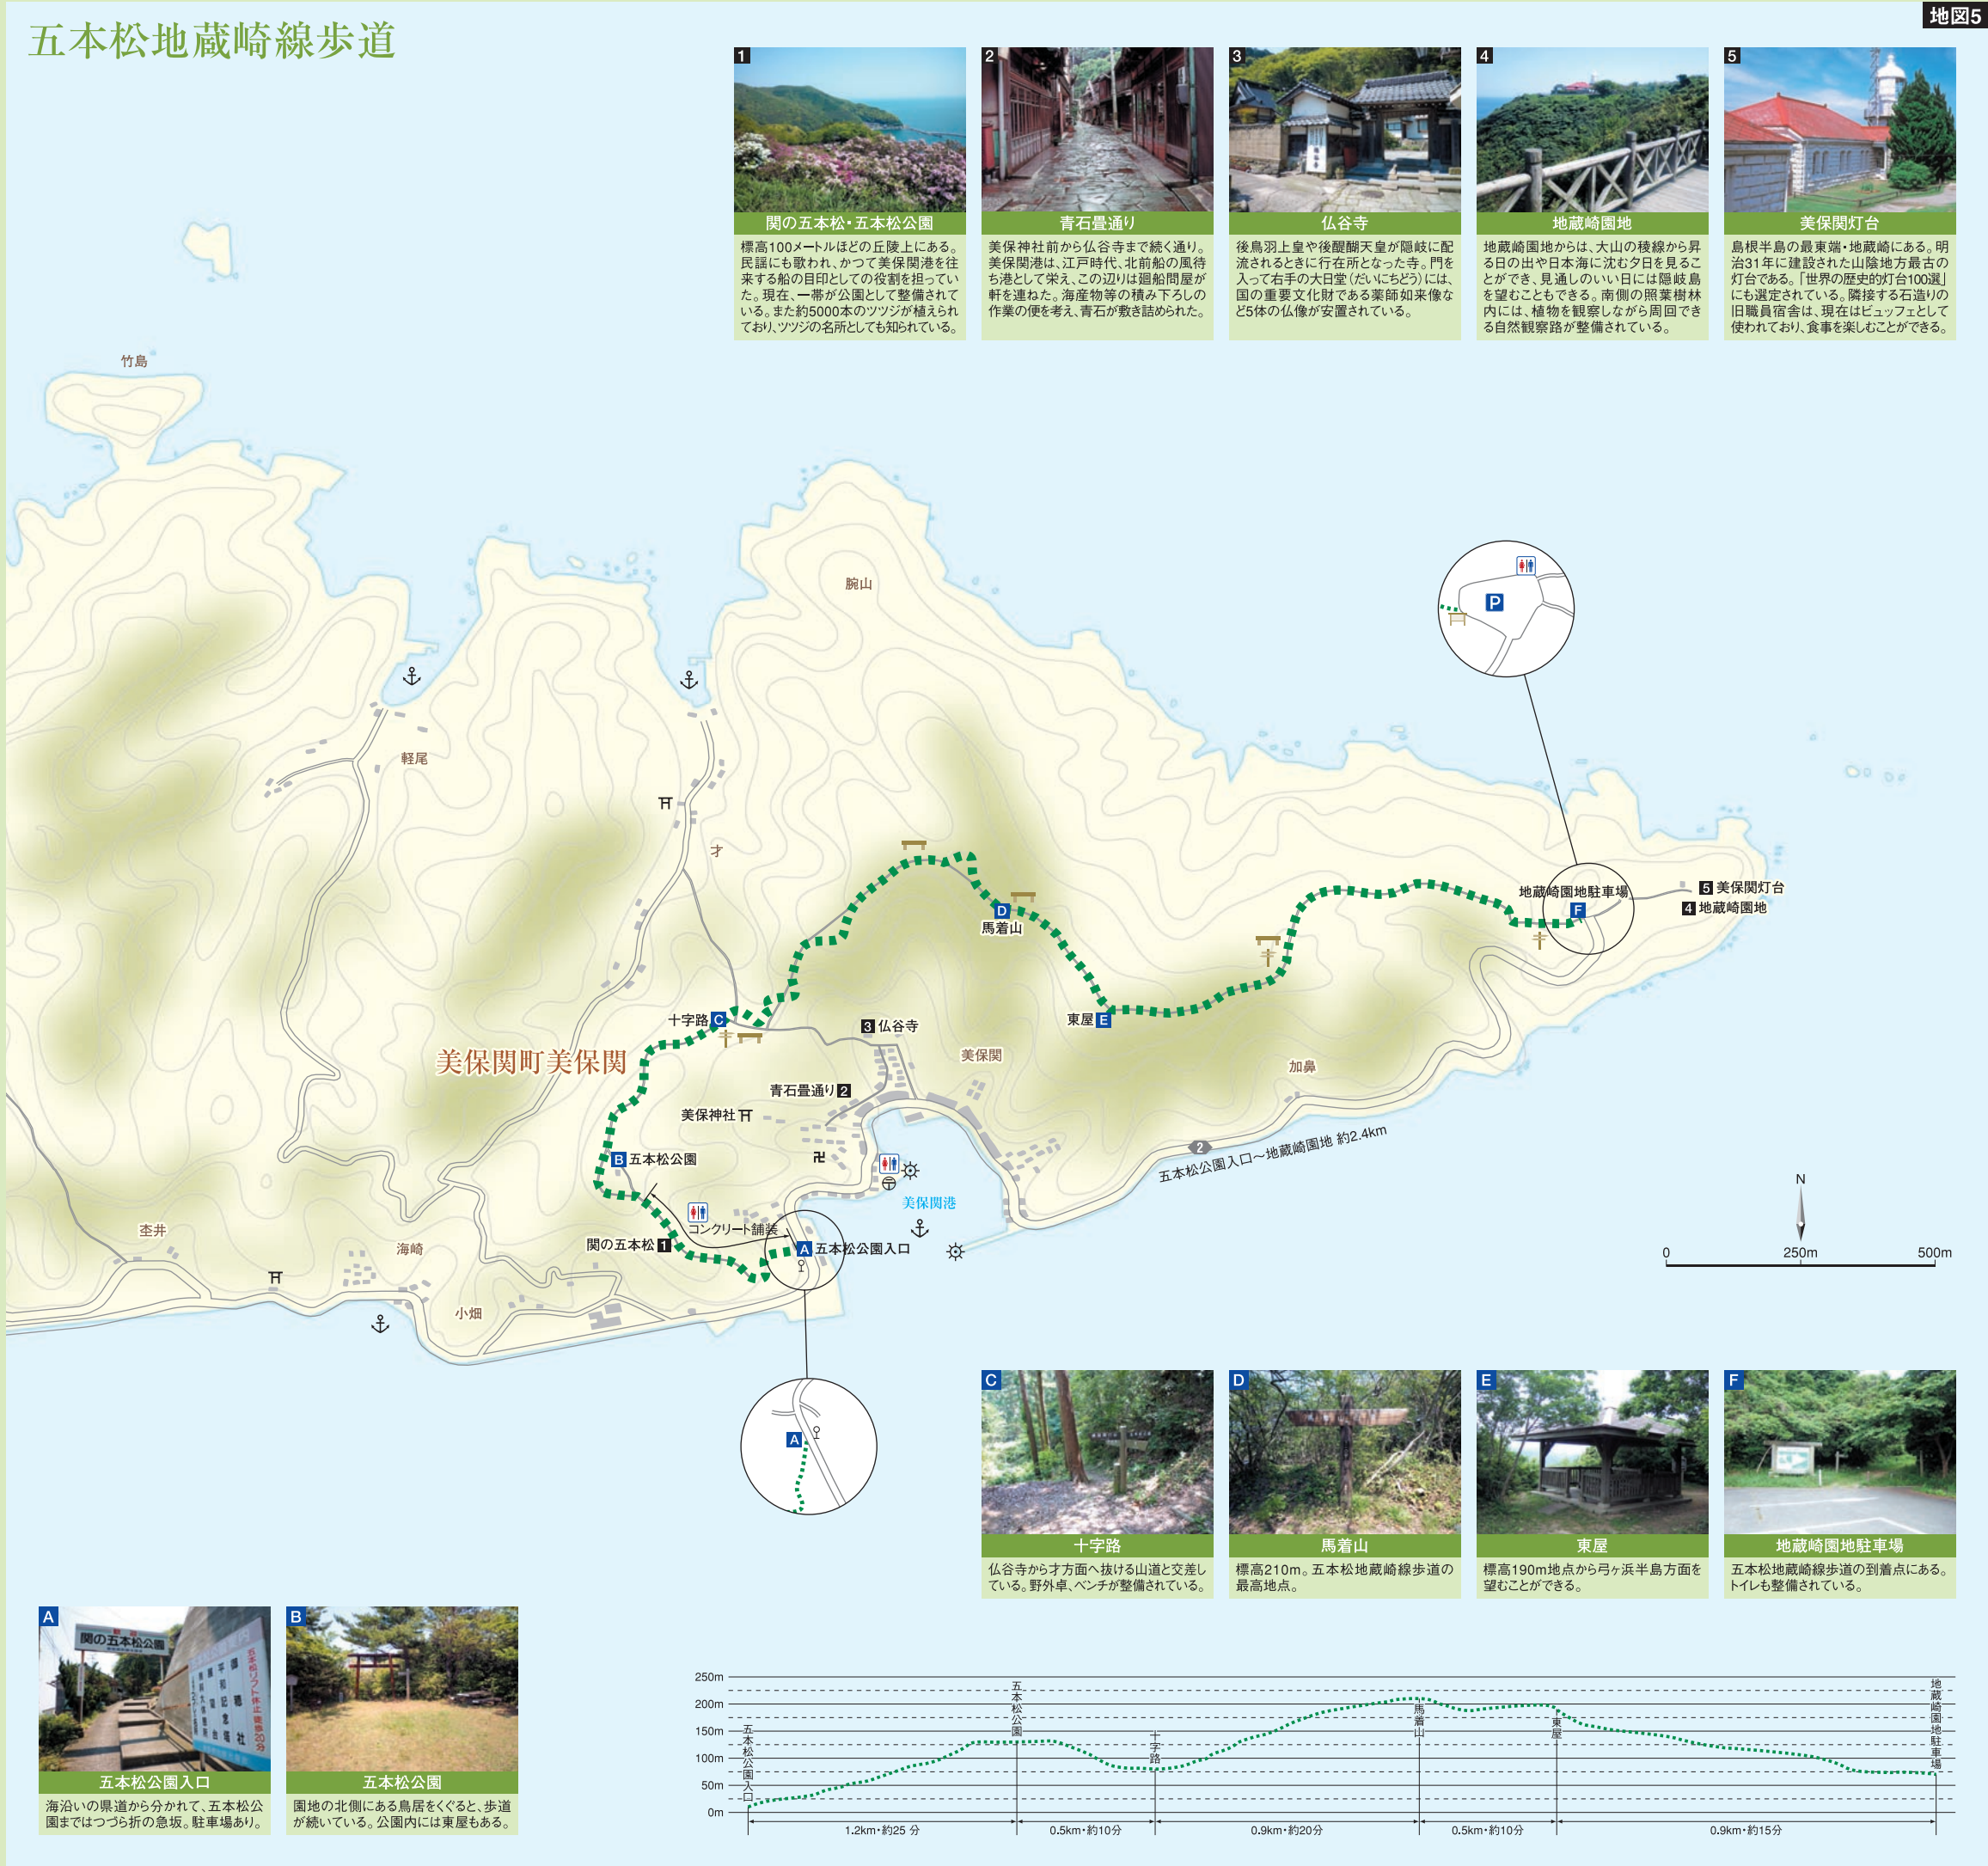 地図5
五本松地蔵崎線歩道
1
関の五本松・五本松公園
標高100メートルほどの丘陵上にある。
民謡にも歌われ、かつて美保関港を往
来する船の目印としての役割を担ってい
た。現在、一帯が公園として整備されて
いる。また約5000本のツツジが植えられ
ており、ツツジの名所としても知られている。
2
青石畳通り
美保神社前から仏谷寺まで続く通り。
美保関港は、江戸時代、北前船の風待
ち港として栄え、この辺りは廻船問屋が
軒を連ねた。海産物等の積み下ろしの
作業の便を考え、青石が敷き詰められた。
3
仏谷寺
後鳥羽上皇や後醍醐天皇が隠岐に配
流されるときに行在所となった寺。門を
入って右手の大日堂（だいにちどう）には、
国の重要文化財である薬師如来像な
ど5体の仏像が安置されている。
4
地蔵崎園地
地蔵崎園地からは、大山の稜線から昇
る日の出や日本海に沈む夕日を見るこ
とができ、見通しのいい日には隠岐島
を望むこともできる。南側の照葉樹林
内には、植物を観察しながら周回でき
る自然観察路が整備されている。
5
美保関灯台
島根半島の最東端・地蔵崎にある。明
治31年に建設された山陰地方最古の
灯台である。「世界の歴史的灯台100選」
にも選定されている。隣接する石造りの
旧職員宿舎は、現在はビュッフェとして
使われており、食事を楽しむことができる。
竹島
腕山
P
軽尾
才
地蔵崎園地駐車場
F
5 美保関灯台
4 地蔵崎園地
D
馬着山
十字路 C
東屋 E
3 仏谷寺
美保関町美保関
美保関
加鼻
青石畳通り 2
美保神社
2
五本松公園入口～地蔵崎園地 約2.4km
B 五本松公園
美保関港
コンクリート舗装
関の五本松 1
A 五本松公園入口
杢井
海崎
小畑
N
0 250m 500m
A
C
十字路
仏谷寺から才方面へ抜ける山道と交差し
ている。野外卓、ベンチが整備されている。
D
馬着山
標高210m。五本松地蔵崎線歩道の
最高地点。
E
東屋
標高190m地点から弓ヶ浜半島方面を
望むことができる。
F
地蔵崎園地駐車場
五本松地蔵崎線歩道の到着点にある。
トイレも整備されている。
A
関の五本松公園
五本松リフト休止 徒歩20分
五本松公園入口
海沿いの県道から分かれて、五本松公
園まではつづら折の急坂。駐車場あり。
B
五本松公園
園地の北側にある鳥居をくぐると、歩道
が続いている。公園内には東屋もある。
250m
200m
150m
100m
50m
0m
五本松公園入口
五本松公園
十字路
馬着山
東屋
地蔵崎園地駐車場
1.2km・約25 分
0.5km・約10分
0.9km・約20分
0.5km・約10分
0.9km・約15分